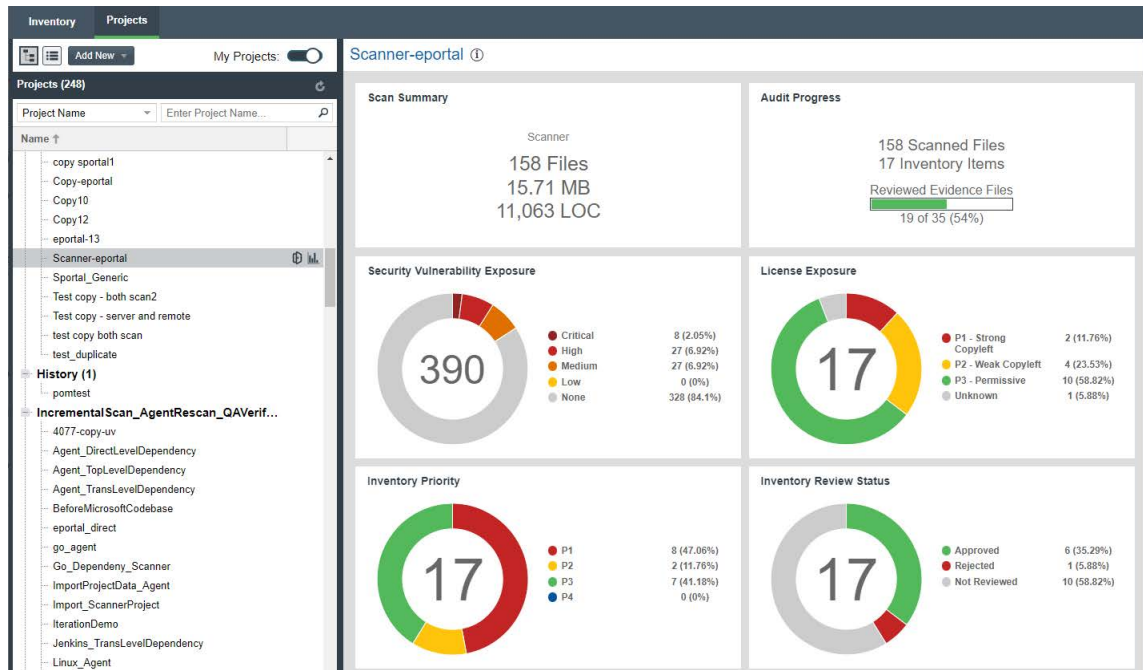 Inventory Projects
Add New My Projects:
Projects (248)
Project Name Enter Project Name...
Name
copy sportal1
Copy-eportal
Copy10
Copy12
eportal-13
Scanner-eportal
Sportal_Generic
Test copy - both scan2
Test copy - server and remote
test copy both scan
test_duplicate
History (1)
pomtest
IncrementalScan_AgentRescan_QAVerif...
4077-copy-uv
Agent_DirectLevelDependency
Agent_TopLevelDependency
Agent_TransLevelDependency
BeforeMicrosoftCodebase
eportal_direct
go_agent
Go_Dependeny_Scanner
ImportProjectData_Agent
Import_ScannerProject
IterationDemo
Jenkins_TransLevelDependency
Linux_Agent
Scanner-eportal
Scan Summary
Scanner
158 Files
15.71 MB
11,063 LOC
Audit Progress
158 Scanned Files
17 Inventory Items
Reviewed Evidence Files
19 of 35 (54%)
Security Vulnerability Exposure
390
Critical 8 (2.05%)
High 27 (6.92%)
Medium 27 (6.92%)
Low 0 (0%)
None 328 (84.1%)
License Exposure
17
P1 - Strong Copyleft 2 (11.76%)
P2 - Weak Copyleft 4 (23.53%)
P3 - Permissive 10 (58.82%)
Unknown 1 (5.88%)
Inventory Priority
17
P1 8 (47.06%)
P2 2 (11.76%)
P3 7 (41.18%)
P4 0 (0%)
Inventory Review Status
17
Approved 6 (35.29%)
Rejected 1 (5.88%)
Not Reviewed 10 (58.82%)